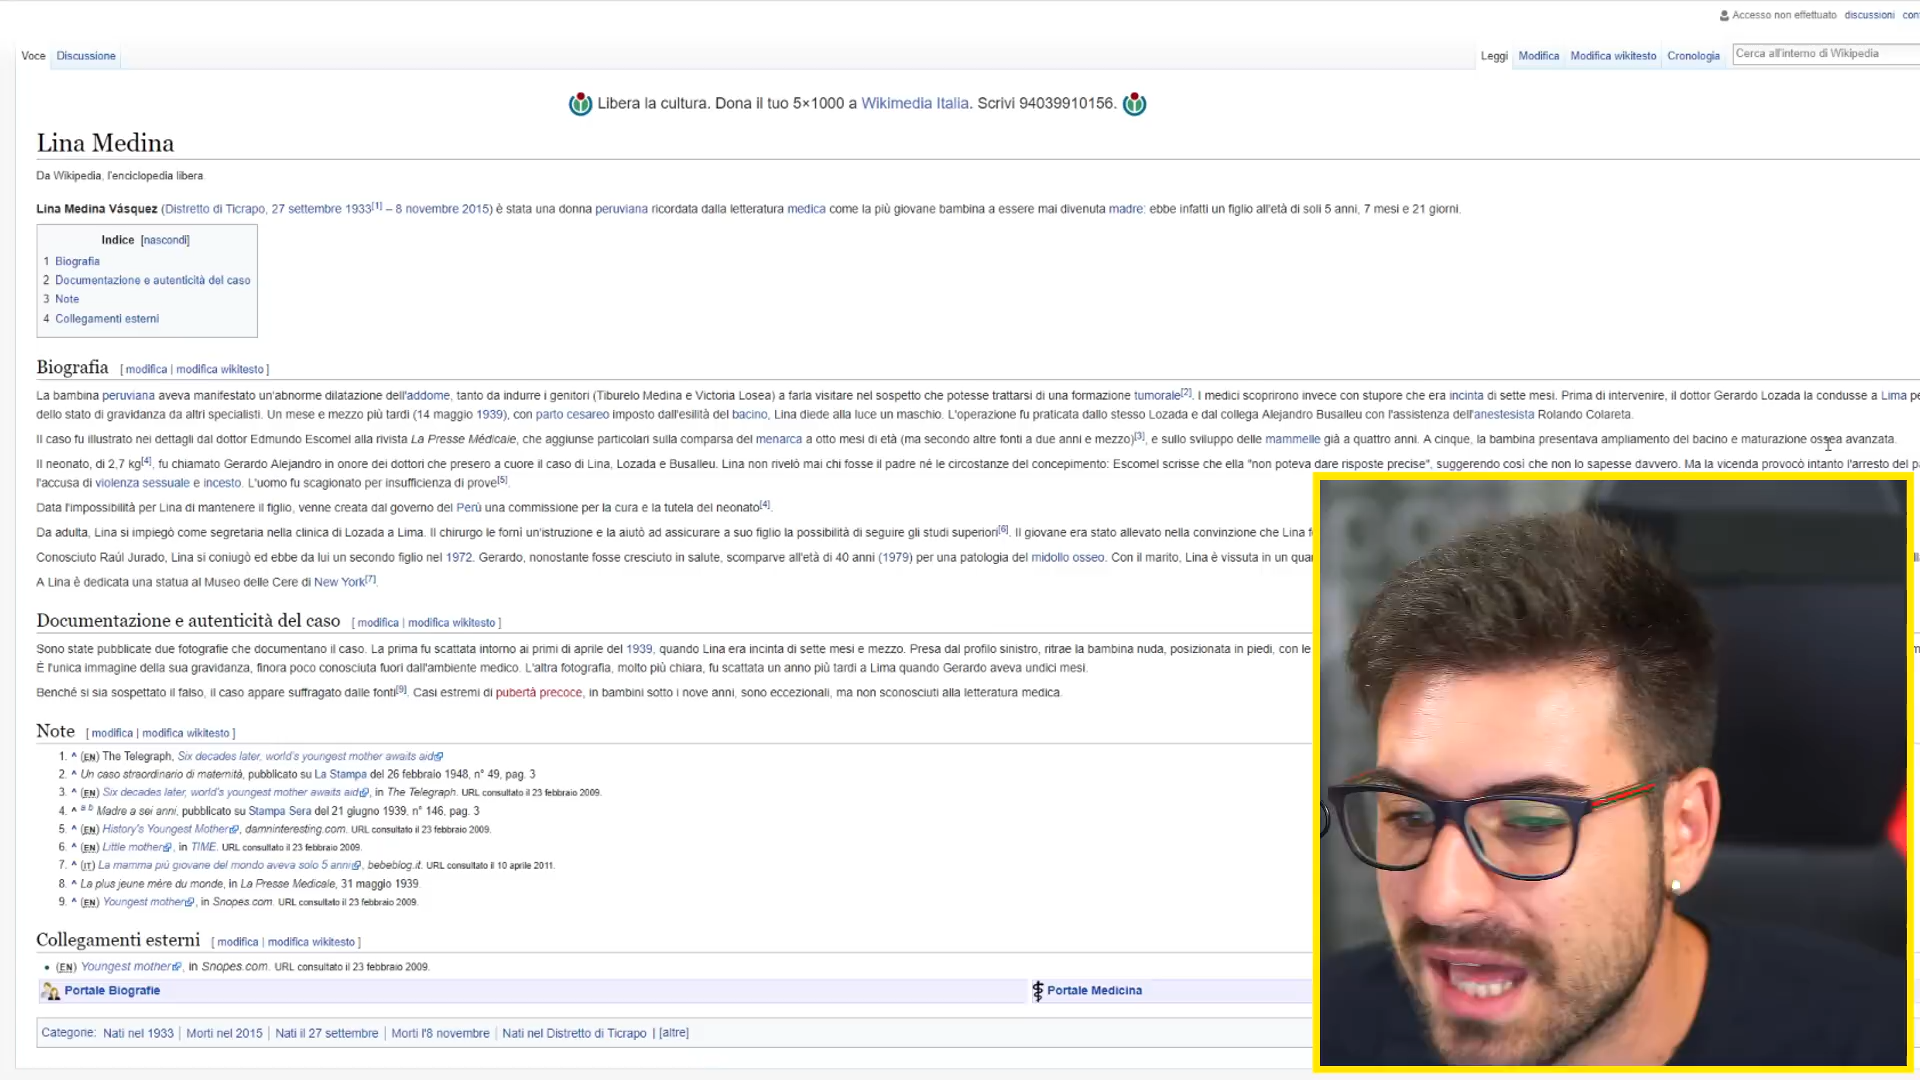 Accesso non effettuato discussioni
Voce Discussione Leggi Modifica Modifica wikitesto Cronologia Cerca all'interno di Wikipedia
Libera la cultura. Dona il tuo 5×1000 a Wikimedia Italia. Scrivi 94039910156.
Lina Medina
Da Wikipedia, l'enciclopedia libera.
Lina Medina Vásquez (Distretto di Ticrapo, 27 settembre 1933[1] – 8 novembre 2015) è stata una donna peruviana ricordata dalla letteratura medica come la più giovane bambina a essere mai divenuta madre: ebbe infatti un figlio all'età di soli 5 anni, 7 mesi e 21 giorni.
Indice [nascondi]
1 Biografia
2 Documentazione e autenticità del caso
3 Note
4 Collegamenti esterni
Biografia [ modifica | modifica wikitesto ]
La bambina peruviana aveva manifestato un'abnorme dilatazione dell'addome, tanto da indurre i genitori (Tiburelo Medina e Victoria Losea) a farla visitare nel sospetto che potesse trattarsi di una formazione tumorale[2]. I medici scoprirono invece con stupore che era incinta di sette mesi. Prima di intervenire, il dottor Gerardo Lozada la condusse a Lima
dello stato di gravidanza da altri specialisti. Un mese e mezzo più tardi (14 maggio 1939), con parto cesareo imposto dall'esilità del bacino, Lina diede alla luce un maschio. L'operazione fu praticata dallo stesso Lozada e dal collega Alejandro Busalleu con l'assistenza dell'anestesista Rolando Colareta.
Il caso fu illustrato nei dettagli dal dottor Edmundo Escomel alla rivista La Presse Médicale, che aggiunse particolari sulla comparsa del menarca a otto mesi di età (ma secondo altre fonti a due anni e mezzo)[3], e sullo sviluppo delle mammelle già a quattro anni. A cinque, la bambina presentava ampliamento del bacino e maturazione ossea avanzata.
Il neonato, di 2,7 kg[4], fu chiamato Gerardo Alejandro in onore dei dottori che presero a cuore il caso di Lina, Lozada e Busalleu. Lina non rivelò mai chi fosse il padre né le circostanze del concepimento: Escomel scrisse che ella "non poteva dare risposte precise", suggerendo così che non lo sapesse davvero. Ma la vicenda provocò intanto l'arresto del
l'accusa di violenza sessuale e incesto. L'uomo fu scagionato per insufficienza di prove[5].
Data l'impossibilità per Lina di mantenere il figlio, venne creata dal governo del Perù una commissione per la cura e la tutela del neonato[4].
Da adulta, Lina si impiegò come segretaria nella clinica di Lozada a Lima. Il chirurgo le fornì un'istruzione e la aiutò ad assicurare a suo figlio la possibilità di seguire gli studi superiori[6]. Il giovane era stato allevato nella convinzione che Lina
Conosciuto Raúl Jurado, Lina si coniugò ed ebbe da lui un secondo figlio nel 1972. Gerardo, nonostante fosse cresciuto in salute, scomparve all'età di 40 anni (1979) per una patologia del midollo osseo. Con il marito, Lina è vissuta in un
A Lina è dedicata una statua al Museo delle Cere di New York[7].
Documentazione e autenticità del caso [ modifica | modifica wikitesto ]
Sono state pubblicate due fotografie che documentano il caso. La prima fu scattata intorno ai primi di aprile del 1939, quando Lina era incinta di sette mesi e mezzo. Presa dal profilo sinistro, ritrae la bambina nuda, posizionata in piedi, con le
È l'unica immagine della sua gravidanza, finora poco conosciuta fuori dall'ambiente medico. L'altra fotografia, molto più chiara, fu scattata un anno più tardi a Lima quando Gerardo aveva undici mesi.
Benché si sia sospettato il falso, il caso appare suffragato dalle fonti[9]. Casi estremi di pubertà precoce, in bambini sotto i nove anni, sono eccezionali, ma non sconosciuti alla letteratura medica.
Note [ modifica | modifica wikitesto ]
1. ^ (EN) The Telegraph, Six decades later, world's youngest mother awaits aid
2. ^ Un caso straordinario di maternità, pubblicato su La Stampa del 26 febbraio 1948, n° 49, pag. 3
3. ^ (EN) Six decades later, world's youngest mother awaits aid, in The Telegraph. URL consultato il 23 febbraio 2009.
4. ^ a b Madre a sei anni, pubblicato su Stampa Sera del 21 giugno 1939, n° 146, pag. 3
5. ^ (EN) History's Youngest Mother, damninteresting.com. URL consultato il 23 febbraio 2009.
6. ^ (EN) Little mother, in TIME. URL consultato il 23 febbraio 2009.
7. ^ (IT) La mamma più giovane del mondo aveva solo 5 anni, bebeblog.it. URL consultato il 10 aprile 2011.
8. ^ La plus jeune mère du monde, in La Presse Medicale, 31 maggio 1939.
9. ^ (EN) Youngest mother, in Snopes.com. URL consultato il 23 febbraio 2009.
Collegamenti esterni [ modifica | modifica wikitesto ]
• (EN) Youngest mother, in Snopes.com. URL consultato il 23 febbraio 2009.
Portale Biografie Portale Medicina
Categorie: Nati nel 1933 | Morti nel 2015 | Nati il 27 settembre | Morti l'8 novembre | Nati nel Distretto di Ticrapo | [altre]